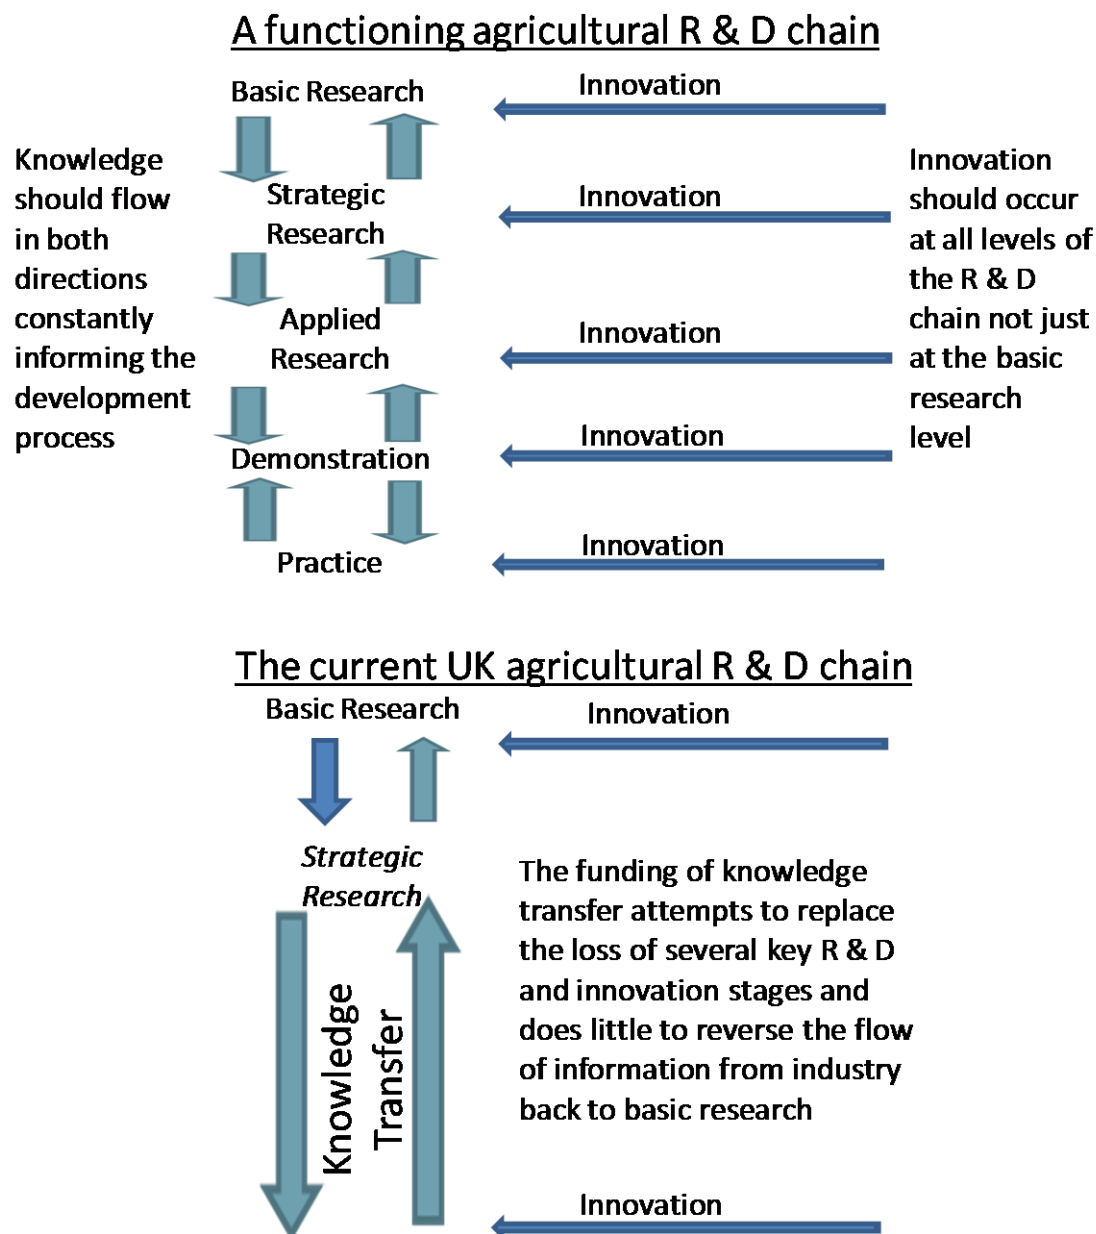 A functioning agricultural R & D chain
Basic Research
Innovation
Knowledge
should flow
in both
directions
constantly
informing the
development
process
Strategic
Research
Innovation
Innovation
should occur
at all levels of
the R & D
chain not just
at the basic
research
level
Applied
Research
Innovation
Demonstration
Innovation
Practice
Innovation
The current UK agricultural R & D chain
Basic Research
Innovation
Strategic
Research
The funding of knowledge
transfer attempts to replace
the loss of several key R & D
and innovation stages and
does little to reverse the flow
of information from industry
back to basic research
Knowledge
Transfer
Innovation